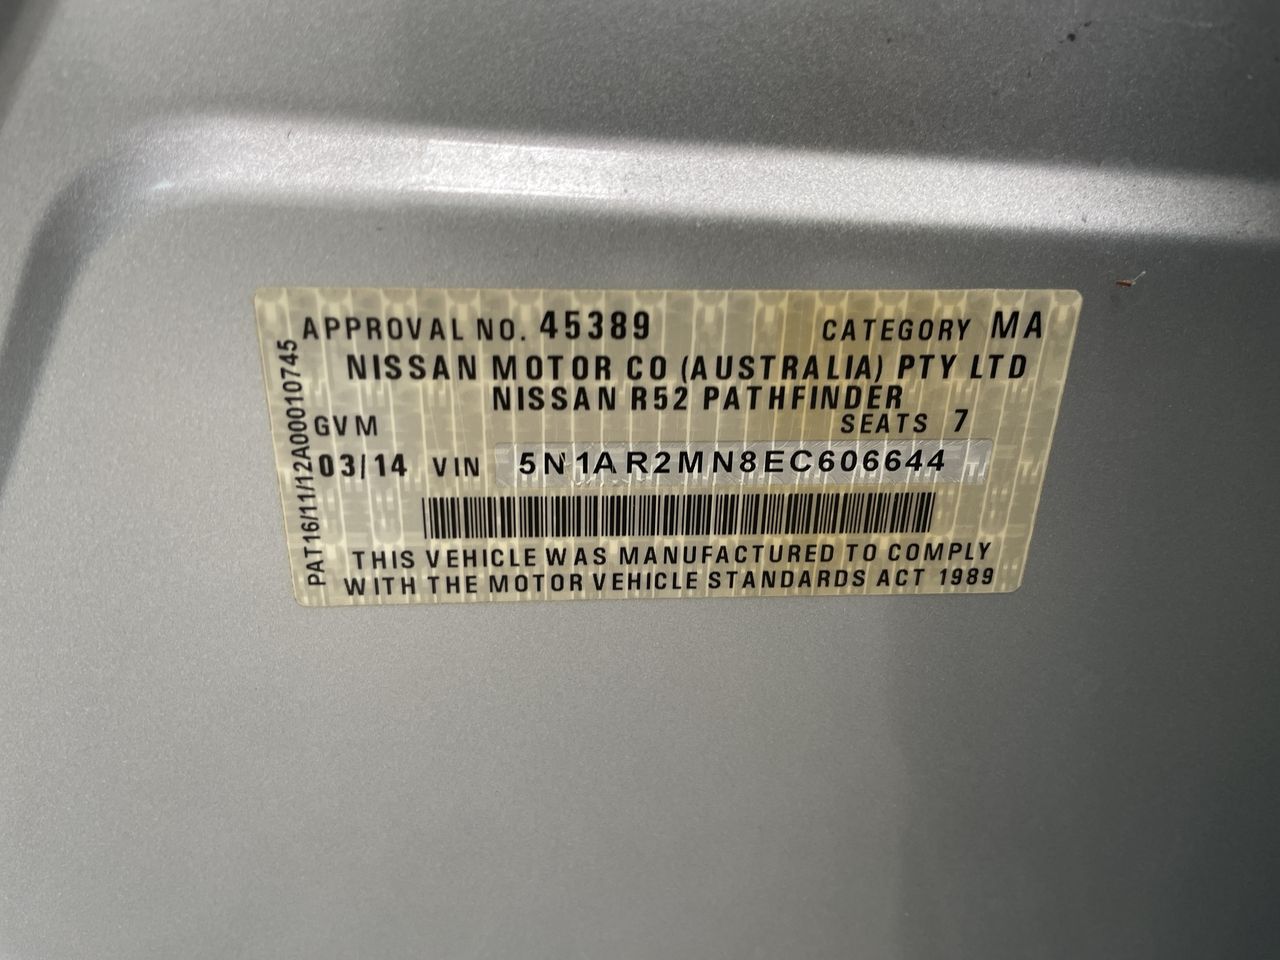 APPROVAL NO. 45389 CATEGORY MA
NISSAN MOTOR CO (AUSTRALIA) PTY LTD
NISSAN R52 PATHFINDER
GVM SEATS 7
03/14 VIN 5N1AR2MN8EC606644
THIS VEHICLE WAS MANUFACTURED TO COMPLY
WITH THE MOTOR VEHICLE STANDARDS ACT 1989
PAT16/11/12A00010745